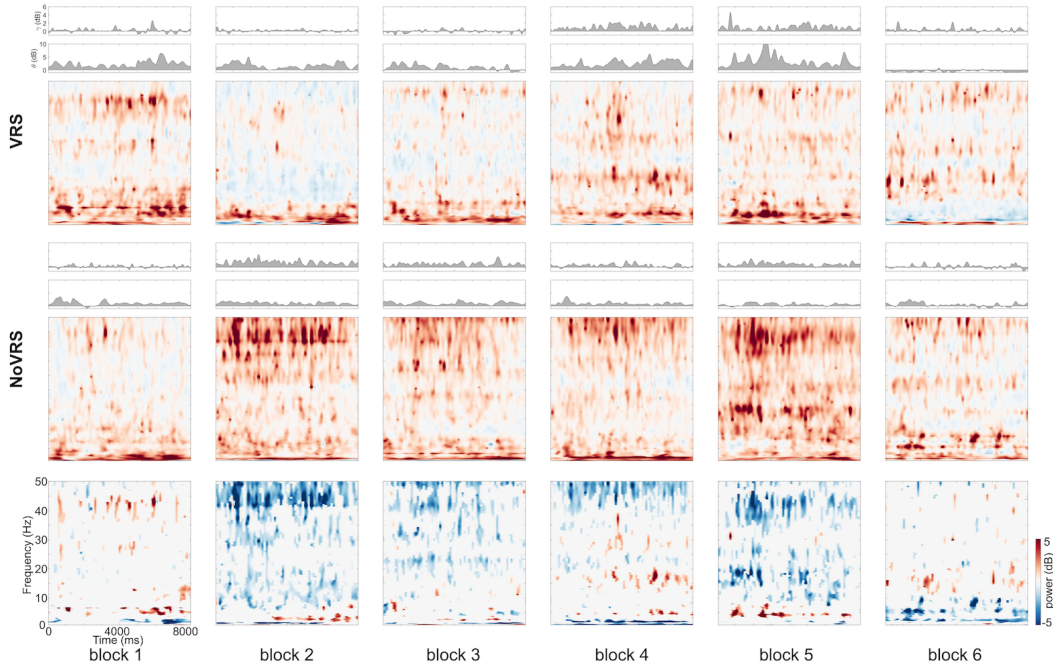 6
4
2
0
γ (dB)
10
5
0
θ (dB)
VRS
NoVRS
50
40
30
20
10
0
Frequency (Hz)
0 4000 8000
Time (ms)
5
-5
power (dB)
block 1 block 2 block 3 block 4 block 5 block 6